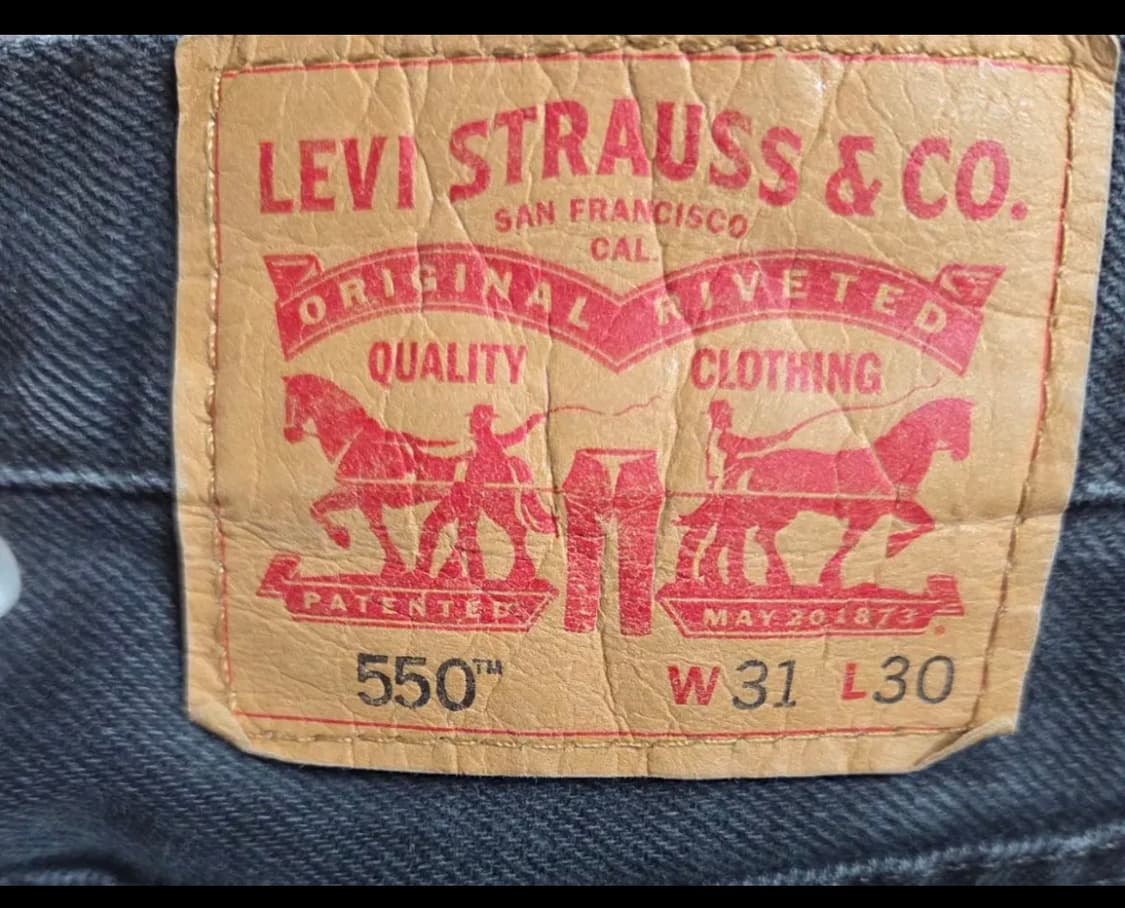 LEVI STRAUSS & CO.
SAN FRANCISCO
CAL.
ORIGINAL RIVETED
QUALITY CLOTHING
PATENTED MAY 20 1873
550™ W31 L30